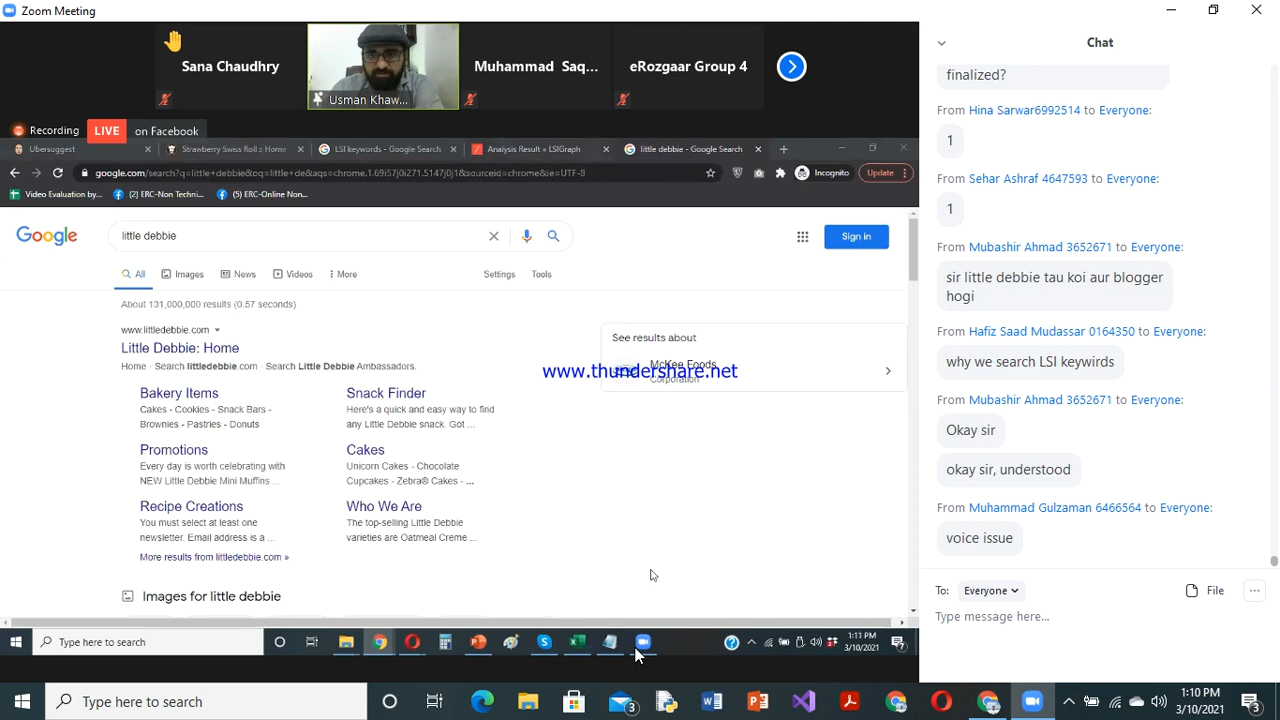 Zoom Meeting
Sana Chaudhry
Usman Khaw...
Muhammad Saq...
eRozgaar Group 4
Recording
LIVE
on Facebook
Ubersuggest
Strawberry Swiss Roll :: Home
LSI keywords - Google Search
Analysis Result « LSIGraph
little debbie - Google Search
google.com/search?q=little+debbie&oq=little+de&aqs=chrome.1.69i57j0i271.5147j0j1&sourceid=chrome&ie=UTF-8
Incognito
Update
Video Evaluation by...
(2) ERC-Non Techni...
(5) ERC-Online Non...
Google
little debbie
Sign in
All
Images
News
Videos
More
Settings
Tools
About 131,000,000 results (0.57 seconds)
www.littledebbie.com
Little Debbie: Home
Home · Search littledebbie.com · Search Little Debbie Ambassadors.
Bakery Items
Cakes - Cookies - Snack Bars -
Brownies - Pastries - Donuts
Snack Finder
Here's a quick and easy way to find
any Little Debbie snack. Got ...
Promotions
Every day is worth celebrating with
NEW Little Debbie Mini Muffins ...
Cakes
Unicorn Cakes - Chocolate
Cupcakes - Zebra® Cakes - ...
Recipe Creations
You must select at least one
newsletter. Email address is a ...
Who We Are
The top-selling Little Debbie
varieties are Oatmeal Creme ...
More results from littledebbie.com »
Images for little debbie
See results about
McKee Foods
Corporation
www.thundershare.net
Type here to search
1:11 PM
3/10/2021
7
Chat
finalized?
From Hina Sarwar6992514 to Everyone:
1
From Sehar Ashraf 4647593 to Everyone:
1
From Mubashir Ahmad 3652671 to Everyone:
sir little debbie tau koi aur blogger
hogi
From Hafiz Saad Mudassar 0164350 to Everyone:
why we search LSI keywirds
From Mubashir Ahmad 3652671 to Everyone:
Okay sir
okay sir, understood
From Muhammad Gulzaman 6466564 to Everyone:
voice issue
To:
Everyone
File
Type message here...
Type here to search
3
1:10 PM
3/10/2021
3